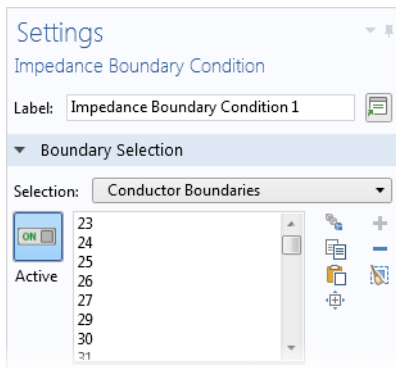 Settings
Impedance Boundary Condition
Label: Impedance Boundary Condition 1
Boundary Selection
Selection: Conductor Boundaries
ON
Active
23
24
25
26
27
29
30
31